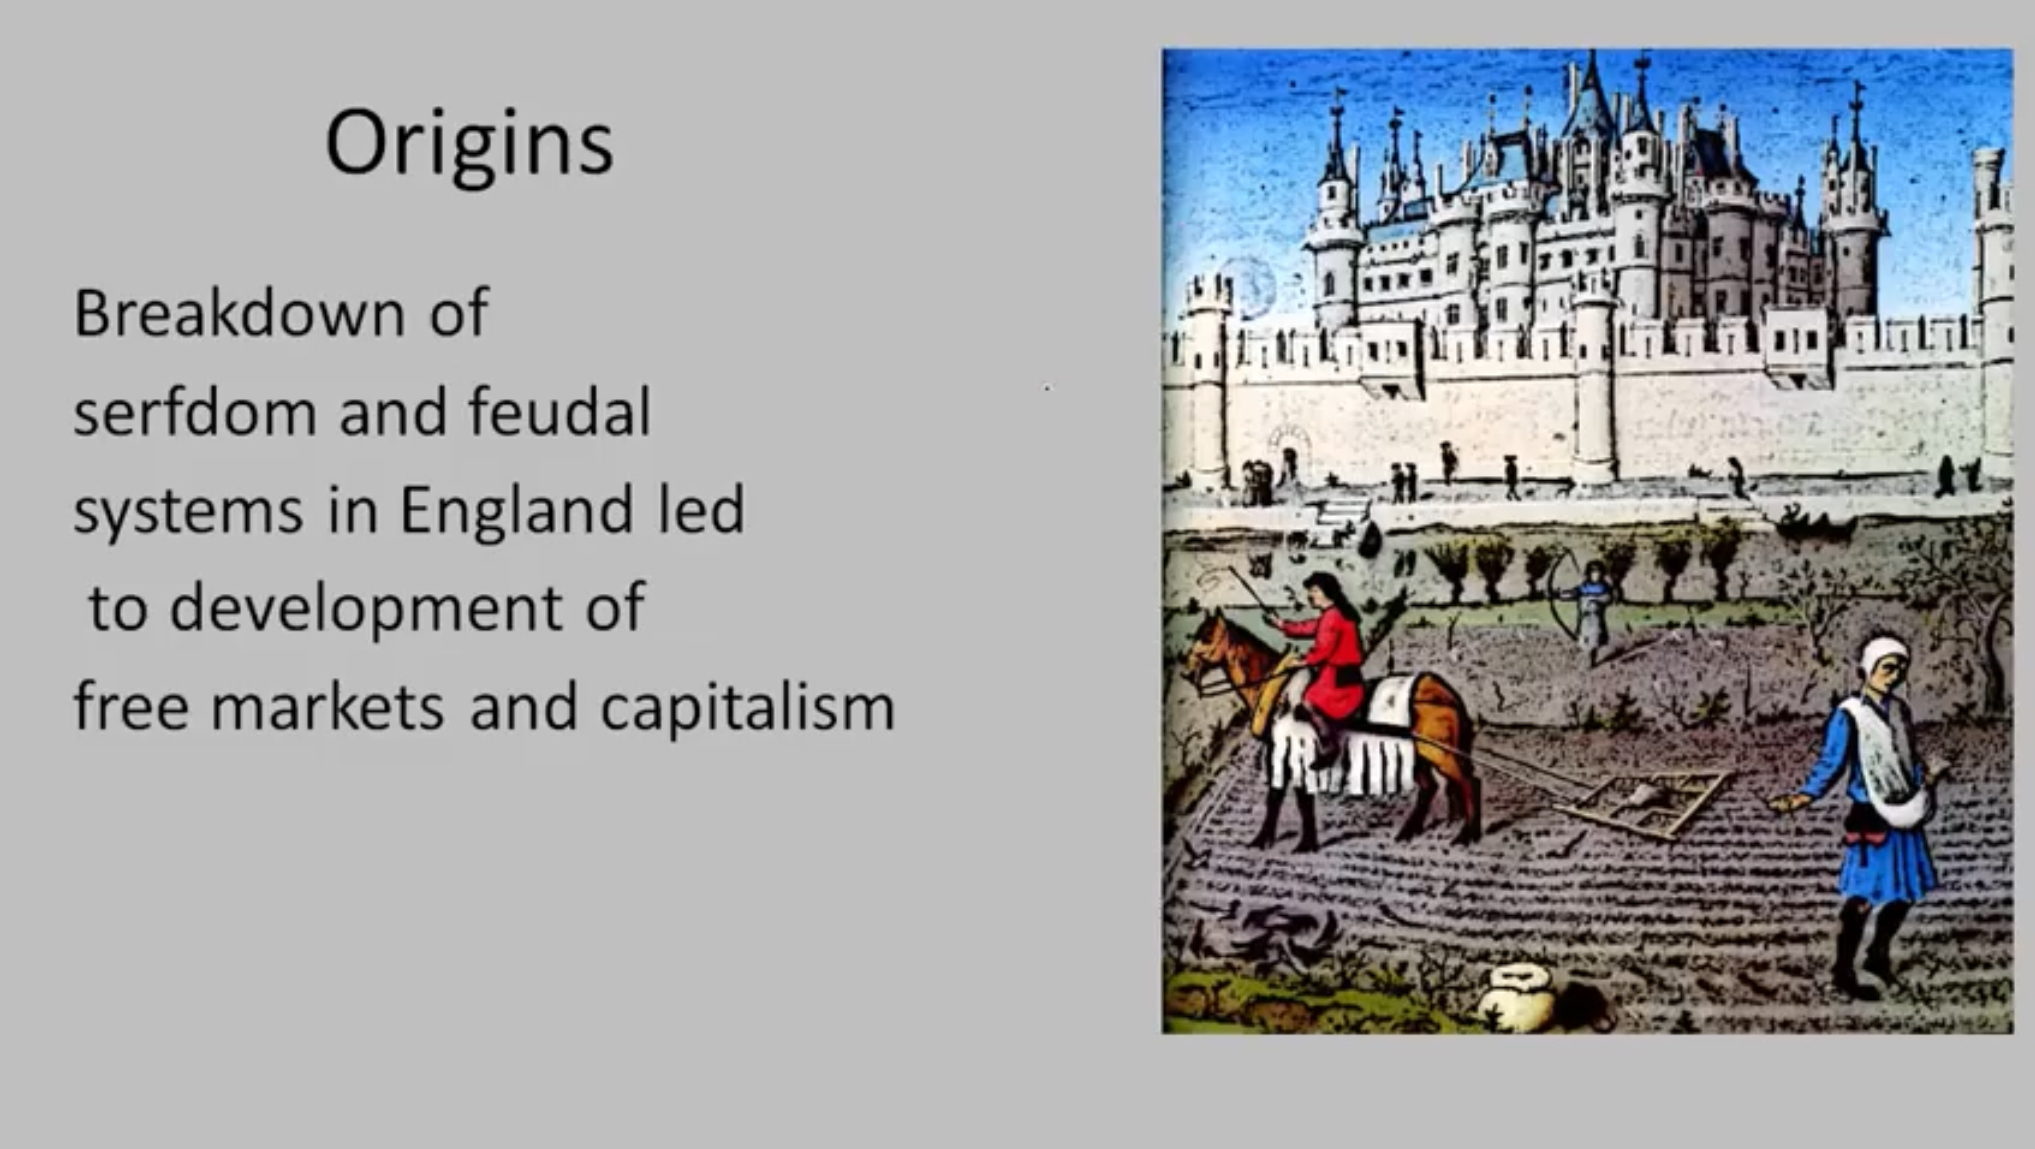 Origins
Breakdown of
serfdom and feudal
systems in England led
to development of
free markets and capitalism